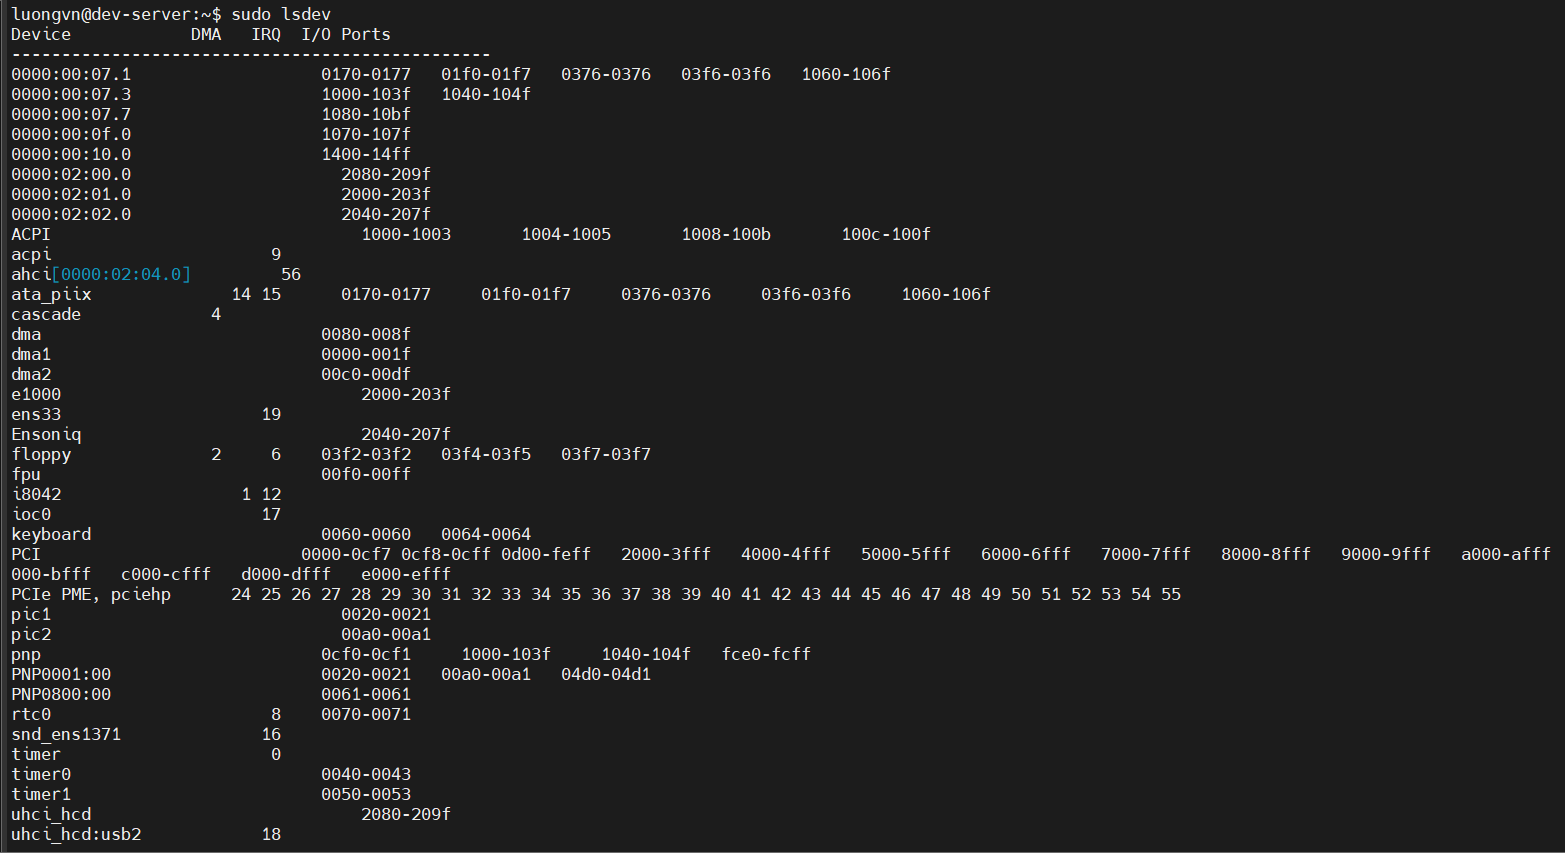 luongvn@dev-server:~$ sudo lsdev
Device            DMA   IRQ  I/O Ports
------------------------------------------------
0000:00:07.1                   0170-0177   01f0-01f7   0376-0376   03f6-03f6   1060-106f
0000:00:07.3                   1000-103f   1040-104f
0000:00:07.7                   1080-10bf
0000:00:0f.0                   1070-107f
0000:00:10.0                   1400-14ff
0000:02:00.0                     2080-209f
0000:02:01.0                     2000-203f
0000:02:02.0                     2040-207f
ACPI                               1000-1003       1004-1005       1008-100b       100c-100f
acpi                      9
ahci[0000:02:04.0]         56
ata_piix              14 15      0170-0177     01f0-01f7     0376-0376     03f6-03f6     1060-106f
cascade             4
dma                            0080-008f
dma1                           0000-001f
dma2                           00c0-00df
e1000                              2000-203f
ens33                    19
Ensoniq                            2040-207f
floppy              2     6    03f2-03f2   03f4-03f5   03f7-03f7
fpu                            00f0-00ff
i8042                  1 12
ioc0                     17
keyboard                       0060-0060   0064-0064
PCI                          0000-0cf7 0cf8-0cff 0d00-feff   2000-3fff   4000-4fff   5000-5fff   6000-6fff   7000-7fff   8000-8fff   9000-9fff   a000-afff
000-bfff   c000-cfff   d000-dfff   e000-efff
PCIe PME, pciehp      24 25 26 27 28 29 30 31 32 33 34 35 36 37 38 39 40 41 42 43 44 45 46 47 48 49 50 51 52 53 54 55
pic1                             0020-0021
pic2                             00a0-00a1
pnp                            0cf0-0cf1     1000-103f     1040-104f   fce0-fcff
PNP0001:00                     0020-0021   00a0-00a1   04d0-04d1
PNP0800:00                     0061-0061
rtc0                      8    0070-0071
snd_ens1371              16
timer                     0
timer0                         0040-0043
timer1                         0050-0053
uhci_hcd                           2080-209f
uhci_hcd:usb2            18